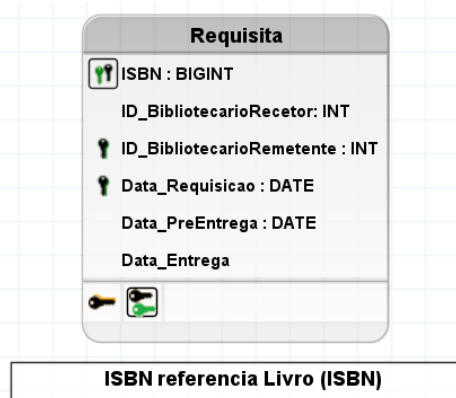 Requisita
ISBN : BIGINT
ID_BibliotecarioRecetor: INT
ID_BibliotecarioRemetente : INT
Data_Requisicao : DATE
Data_PreEntrega : DATE
Data_Entrega
ISBN referencia Livro (ISBN)